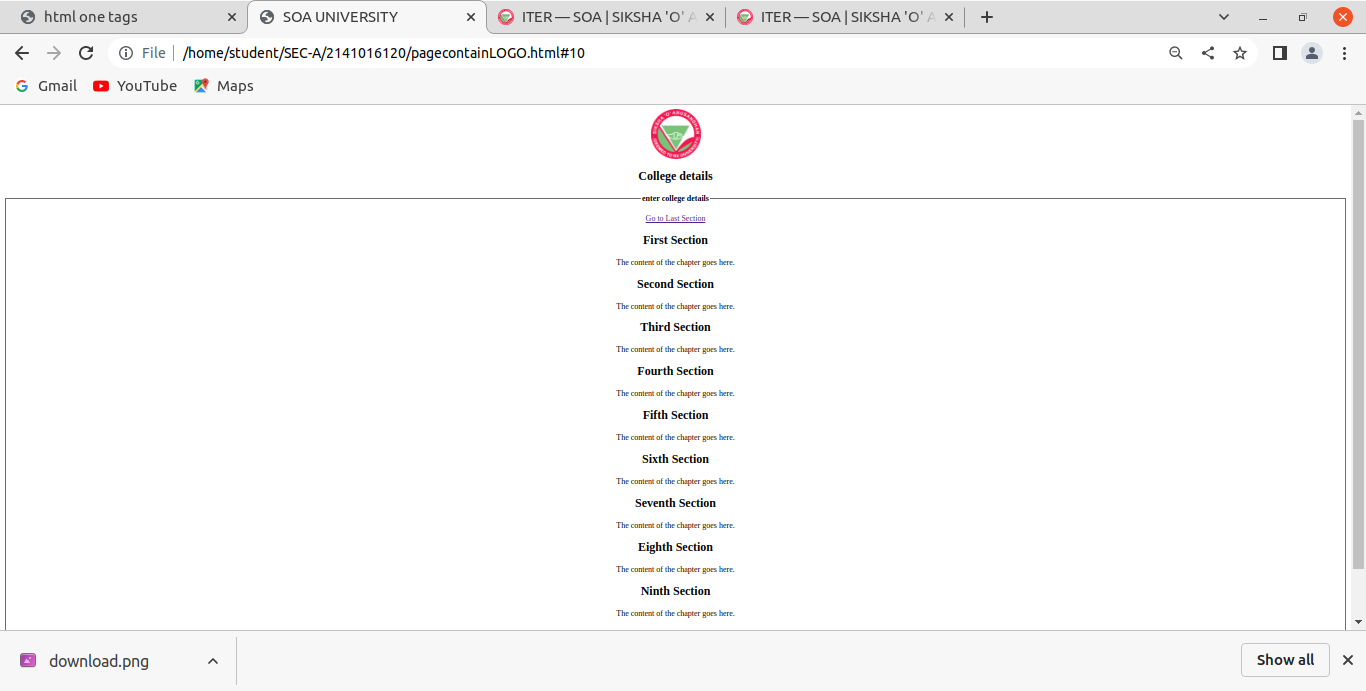 html one tags
SOA UNIVERSITY
ITER — SOA | SIKSHA 'O' A
ITER — SOA | SIKSHA 'O' A
File
/home/student/SEC-A/2141016120/pagecontainLOGO.html#10
Gmail
YouTube
Maps
College details
enter college details
Go to Last Section
First Section
The content of the chapter goes here.
Second Section
The content of the chapter goes here.
Third Section
The content of the chapter goes here.
Fourth Section
The content of the chapter goes here.
Fifth Section
The content of the chapter goes here.
Sixth Section
The content of the chapter goes here.
Seventh Section
The content of the chapter goes here.
Eighth Section
The content of the chapter goes here.
Ninth Section
The content of the chapter goes here.
download.png
Show all